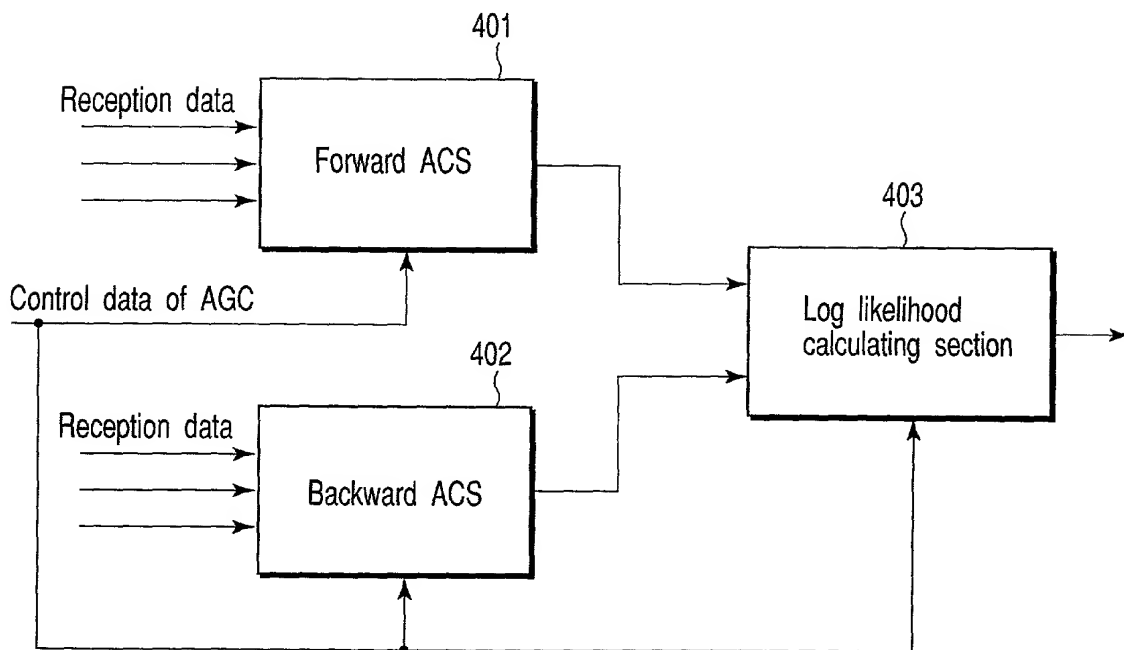 401
Reception data
Forward ACS
403
Control data of AGC
Log likelihood
calculating section
402
Reception data
Backward ACS